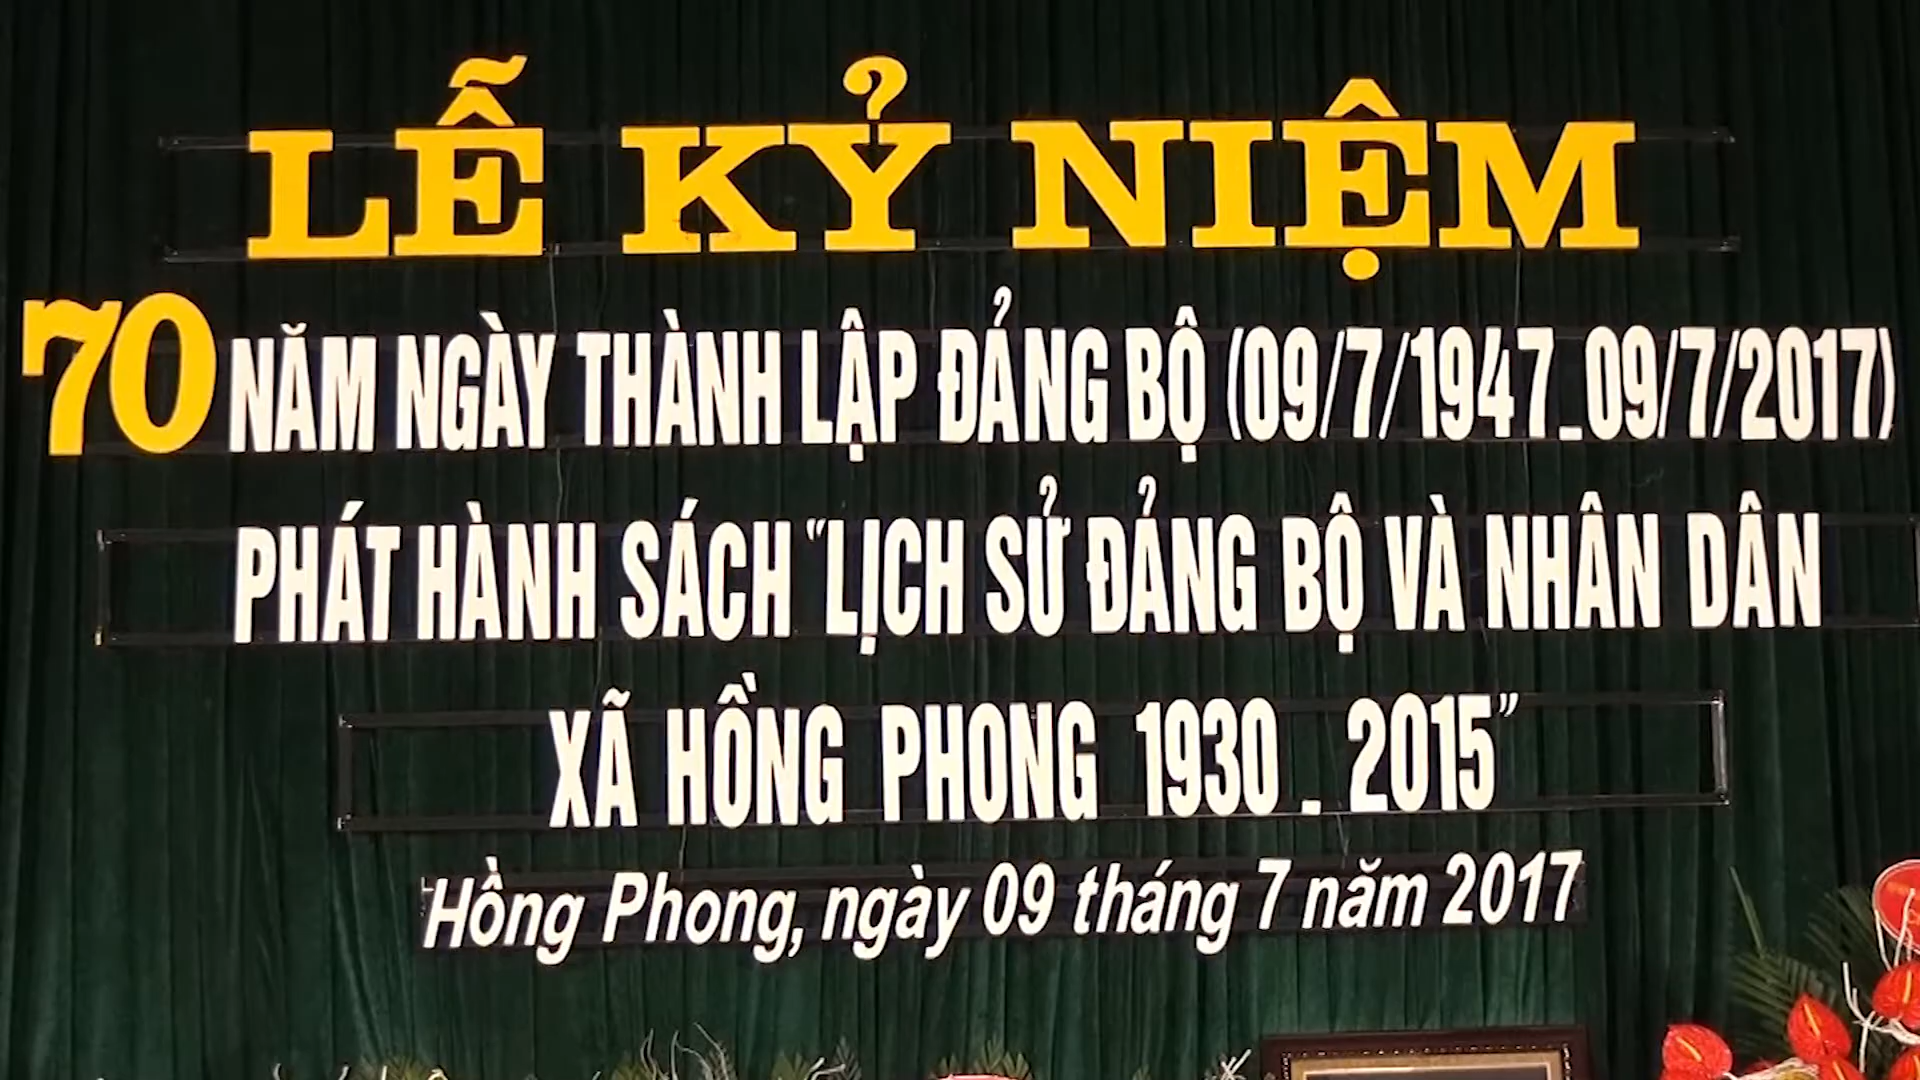 LỄ KỶ NIỆM
70 NĂM NGÀY THÀNH LẬP ĐẢNG BỘ (09/7/1947_09/7/2017)
PHÁT HÀNH SÁCH "LỊCH SỬ ĐẢNG BỘ VÀ NHÂN DÂN
XÃ HỒNG PHONG 1930 - 2015"
Hồng Phong, ngày 09 tháng 7 năm 2017